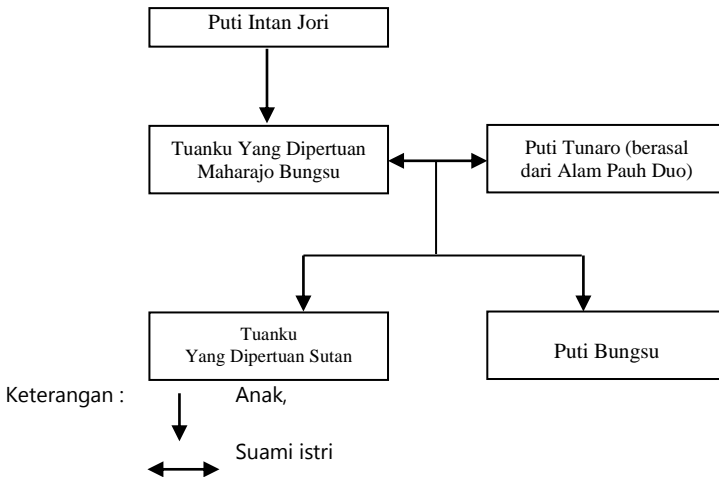 Puti Intan Jori
Tuanku Yang Dipertuan
Maharajo Bungsu
Puti Tunaro (berasal
dari Alam Pauh Duo)
Tuanku
Yang Dipertuan Sutan
Puti Bungsu
Keterangan : Anak,
Suami istri